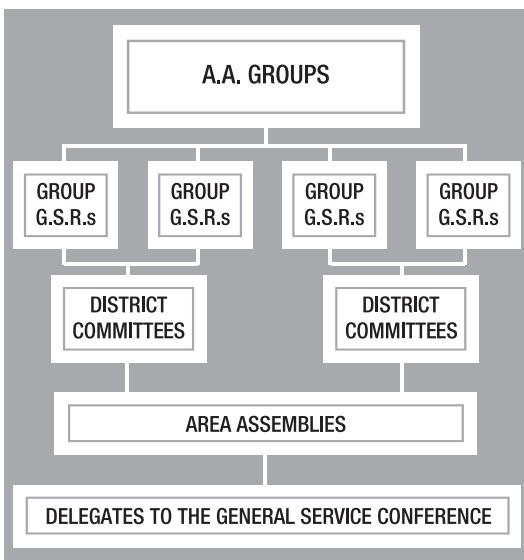 A.A. GROUPS
GROUP
G.S.R.s
GROUP
G.S.R.s
GROUP
G.S.R.s
GROUP
G.S.R.s
DISTRICT
COMMITTEES
DISTRICT
COMMITTEES
AREA ASSEMBLIES
DELEGATES TO THE GENERAL SERVICE CONFERENCE